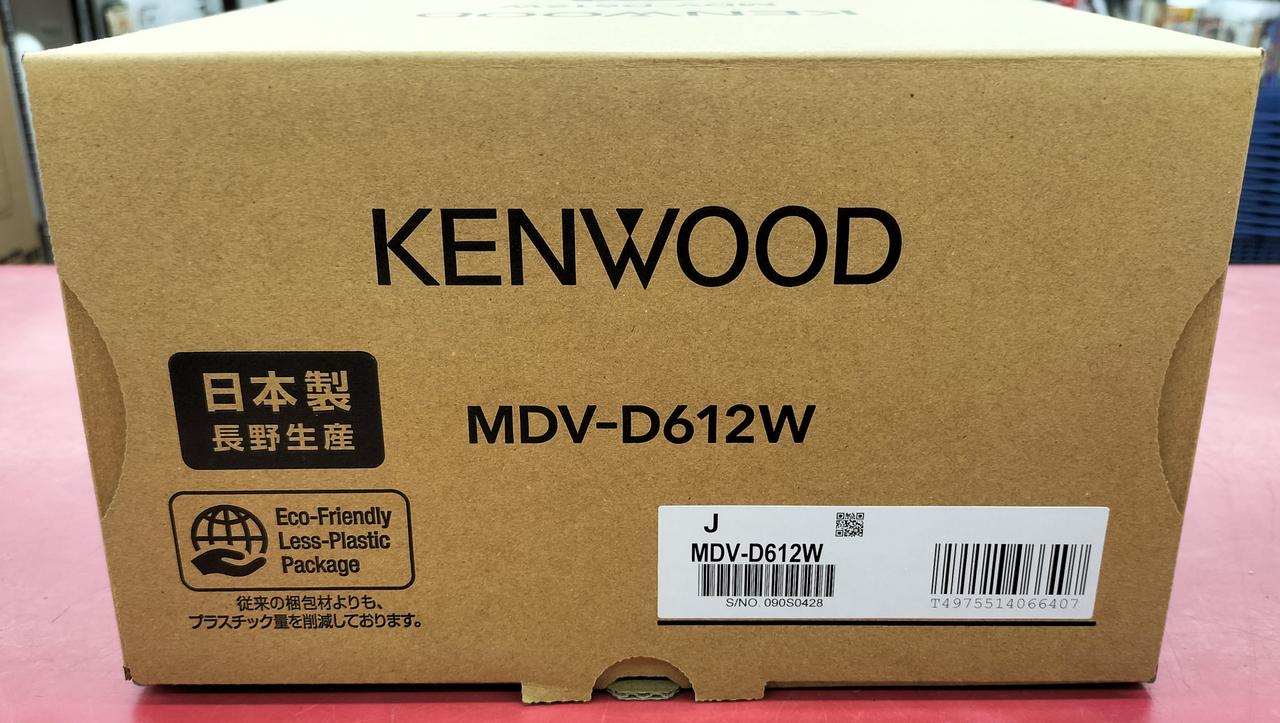 KENWOOD
KENWOOD
日本製
長野生産
MDV-D612W
Eco-Friendly
Less-Plastic
Package
従来の梱包材よりも、
プラスチック量を削減しております。
J
MDV-D612W
S/NO. 090S0428
T4975514066407